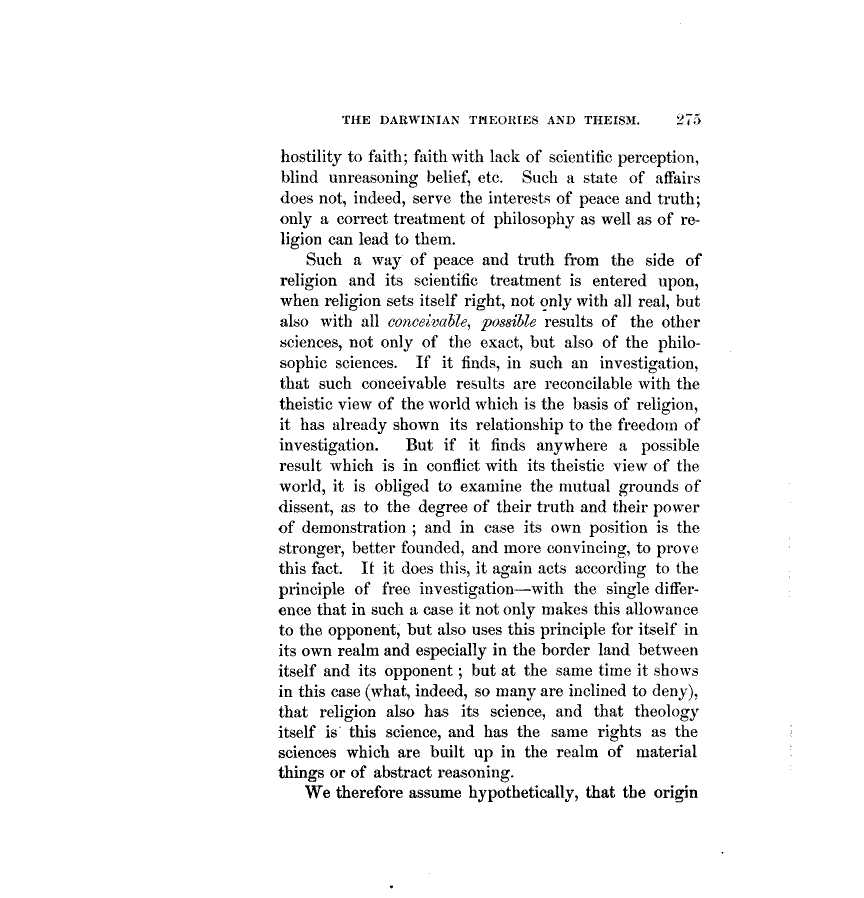 THE DARWINIAN THEORIES AND THEISM. 275
hostility to faith; faith with lack of scientific perception,
blind unreasoning belief, etc. Such a state of affairs
does not, indeed, serve the interests of peace and truth;
only a correct treatment of philosophy as well as of re-
ligion can lead to them.
Such a way of peace and truth from the side of
religion and its scientific treatment is entered upon,
when religion sets itself right, not only with all real, but
also with all conceivable, possible results of the other
sciences, not only of the exact, but also of the philo-
sophic sciences. If it finds, in such an investigation,
that such conceivable results are reconcilable with the
theistic view of the world which is the basis of religion,
it has already shown its relationship to the freedom of
investigation. But if it finds anywhere a possible
result which is in conflict with its theistic view of the
world, it is obliged to examine the mutual grounds of
dissent, as to the degree of their truth and their power
of demonstration ; and in case its own position is the
stronger, better founded, and more convincing, to prove
this fact. If it does this, it again acts according to the
principle of free investigation—with the single differ-
ence that in such a case it not only makes this allowance
to the opponent, but also uses this principle for itself in
its own realm and especially in the border land between
itself and its opponent ; but at the same time it shows
in this case (what, indeed, so many are inclined to deny),
that religion also has its science, and that theology
itself is this science, and has the same rights as the
sciences which are built up in the realm of material
things or of abstract reasoning.
We therefore assume hypothetically, that the origin